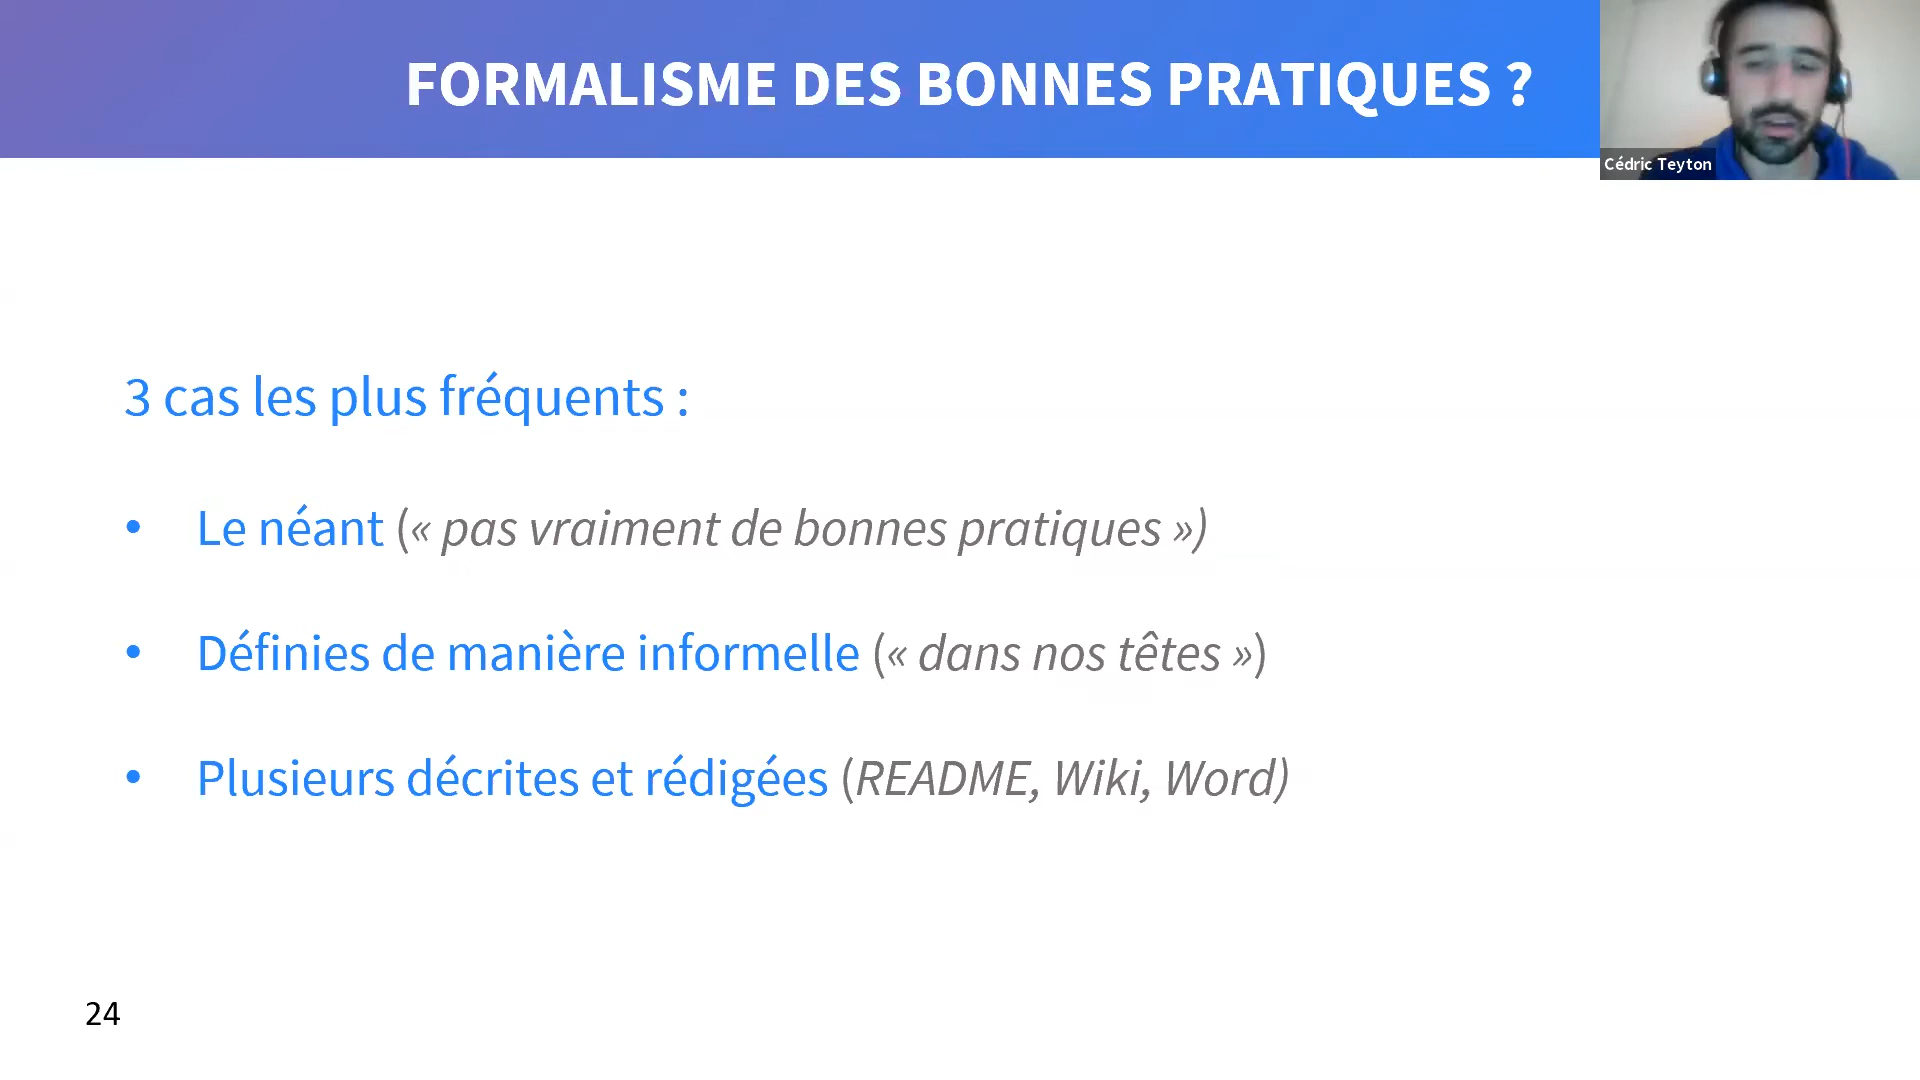 FORMALISME DES BONNES PRATIQUES ?
Cédric Teyton
3 cas les plus fréquents :
• Le néant (« pas vraiment de bonnes pratiques »)
• Définies de manière informelle (« dans nos têtes »)
• Plusieurs décrites et rédigées (README, Wiki, Word)
24